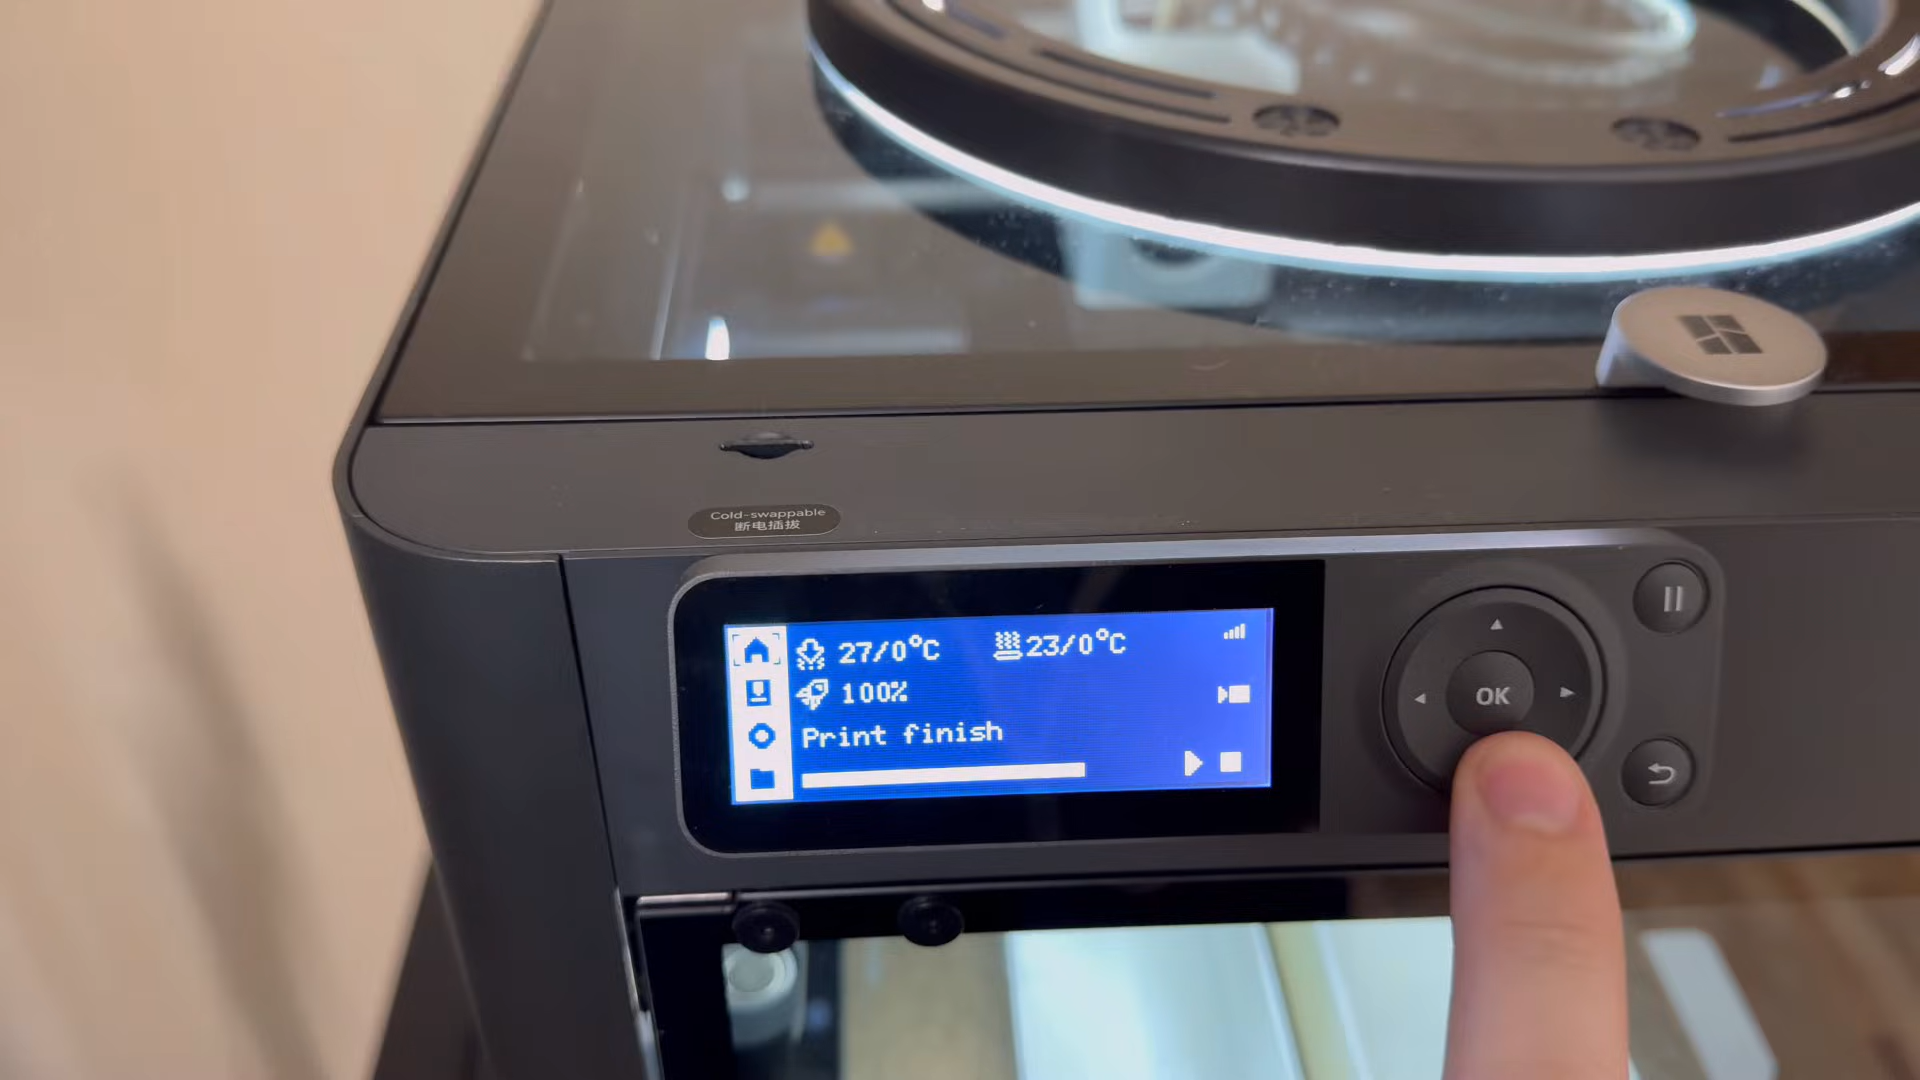 Cold-swappable
断电插拔
27/0°C 23/0°C
100%
Print finish
OK